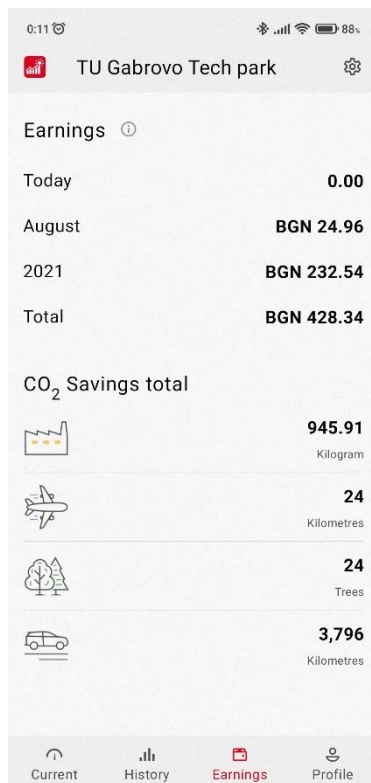 0:11
88%
TU Gabrovo Tech park
Earnings
Today 0.00
August BGN 24.96
2021 BGN 232.54
Total BGN 428.34
CO₂ Savings total
945.91
Kilogram
24
Kilometres
24
Trees
3,796
Kilometres
Current History Earnings Profile